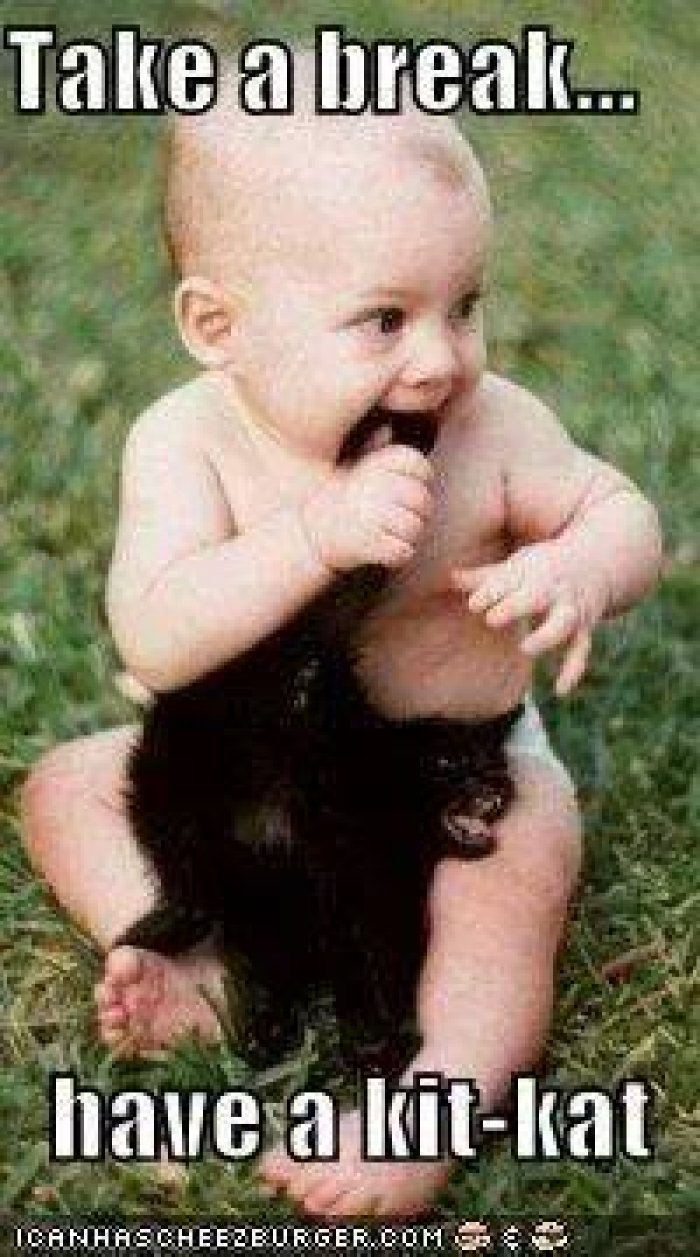 Take a break...
have a kit-kat
ICANHASCHEEZBURGER.COM